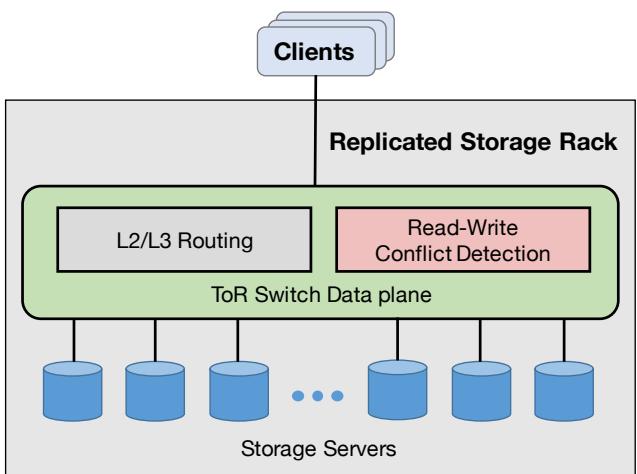 Clients
Replicated Storage Rack
L2/L3 Routing
Read-Write
Conflict Detection
ToR Switch Data plane
Storage Servers